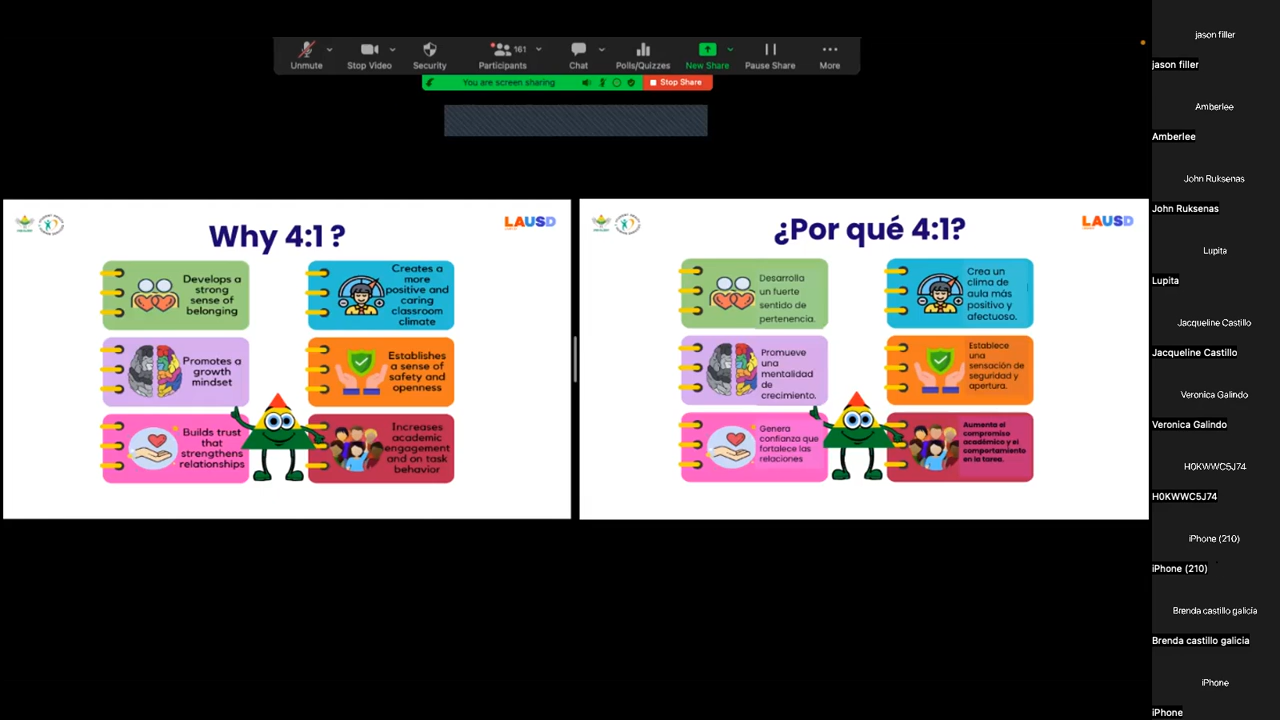 161
Unmute
Stop Video
Security
Participants
Chat
Polls/Quizzes
New Share
Pause Share
More
You are screen sharing
Stop Share
LAUSD
Why 4:1 ?
Develops a
strong
sense of
belonging
Creates a
more
positive and
caring
classroom
climate
Promotes a
growth
mindset
Establishes
a sense of
safety and
openness
Builds trust
that
strengthens
relationships
Increases
academic
engagement
and on task
behavior
LAUSD
¿Por qué 4:1?
Desarrolla
un fuerte
sentido de
pertenencia.
Crea un
clima de
aula más
positivo y
afectuoso.
Promueve
una
mentalidad
de
crecimiento.
Establece
una
sensación de
seguridad y
apertura.
Genera
confianza que
fortalece las
relaciones
Aumenta el
compromiso
académico y el
comportamiento
en la tarea.
jason filler
jason filler
Amberlee
Amberlee
John Ruksenas
John Ruksenas
Lupita
Lupita
Jacqueline Castillo
Jacqueline Castillo
Veronica Galindo
Veronica Galindo
H0KWWC5J74
H0KWWC5J74
iPhone (210)
iPhone (210)
Brenda castillo galicia
Brenda castillo galicia
iPhone
iPhone